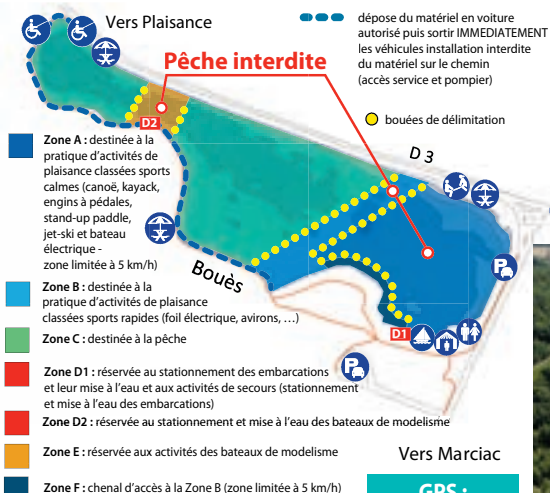 Vers Plaisance
dépose du matériel en voiture
autorisé puis sortir IMMEDIATEMENT
les véhicules installation interdite
du matériel sur le chemin
(accès service et pompier)
Pêche interdite
bouées de délimitation
D2
D 3
Zone A : destinée à la
pratique d'activités de
plaisance classées sports
calmes (canoë, kayack,
engins à pédales,
stand-up paddle,
jet-ski et bateau
électrique -
zone limitée à 5 km/h)
Bouès
Zone B : destinée à la
pratique d'activités de plaisance
classées sports rapides (foil électrique, avirons, …)
Zone C : destinée à la pêche
D1
P
P
Zone D1 : réservée au stationnement des embarcations
et leur mise à l'eau et aux activités de secours (stationnement
et mise à l'eau des embarcations)
Zone D2 : réservée au stationnement et mise à l'eau des bateaux de modelisme
Zone E : réservée aux activités des bateaux de modelisme
Zone F : chenal d'accès à la Zone B (zone limitée à 5 km/h)
Vers Marciac
GPS :